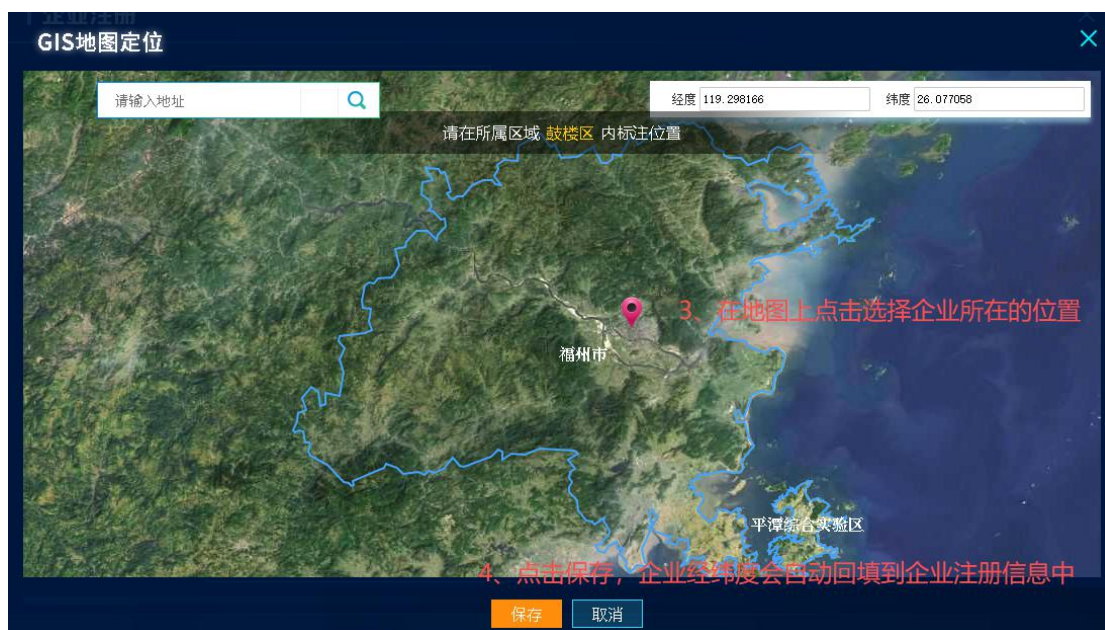 企业注册
GIS地图定位
请输入地址
经度 119.298166 纬度 26.077058
请在所属区域 鼓楼区 内标注位置
3、在地图上点击选择企业所在的位置
福州市
平潭综合实验区
4、点击保存，企业经纬度会自动回填到企业注册信息中
保存 取消